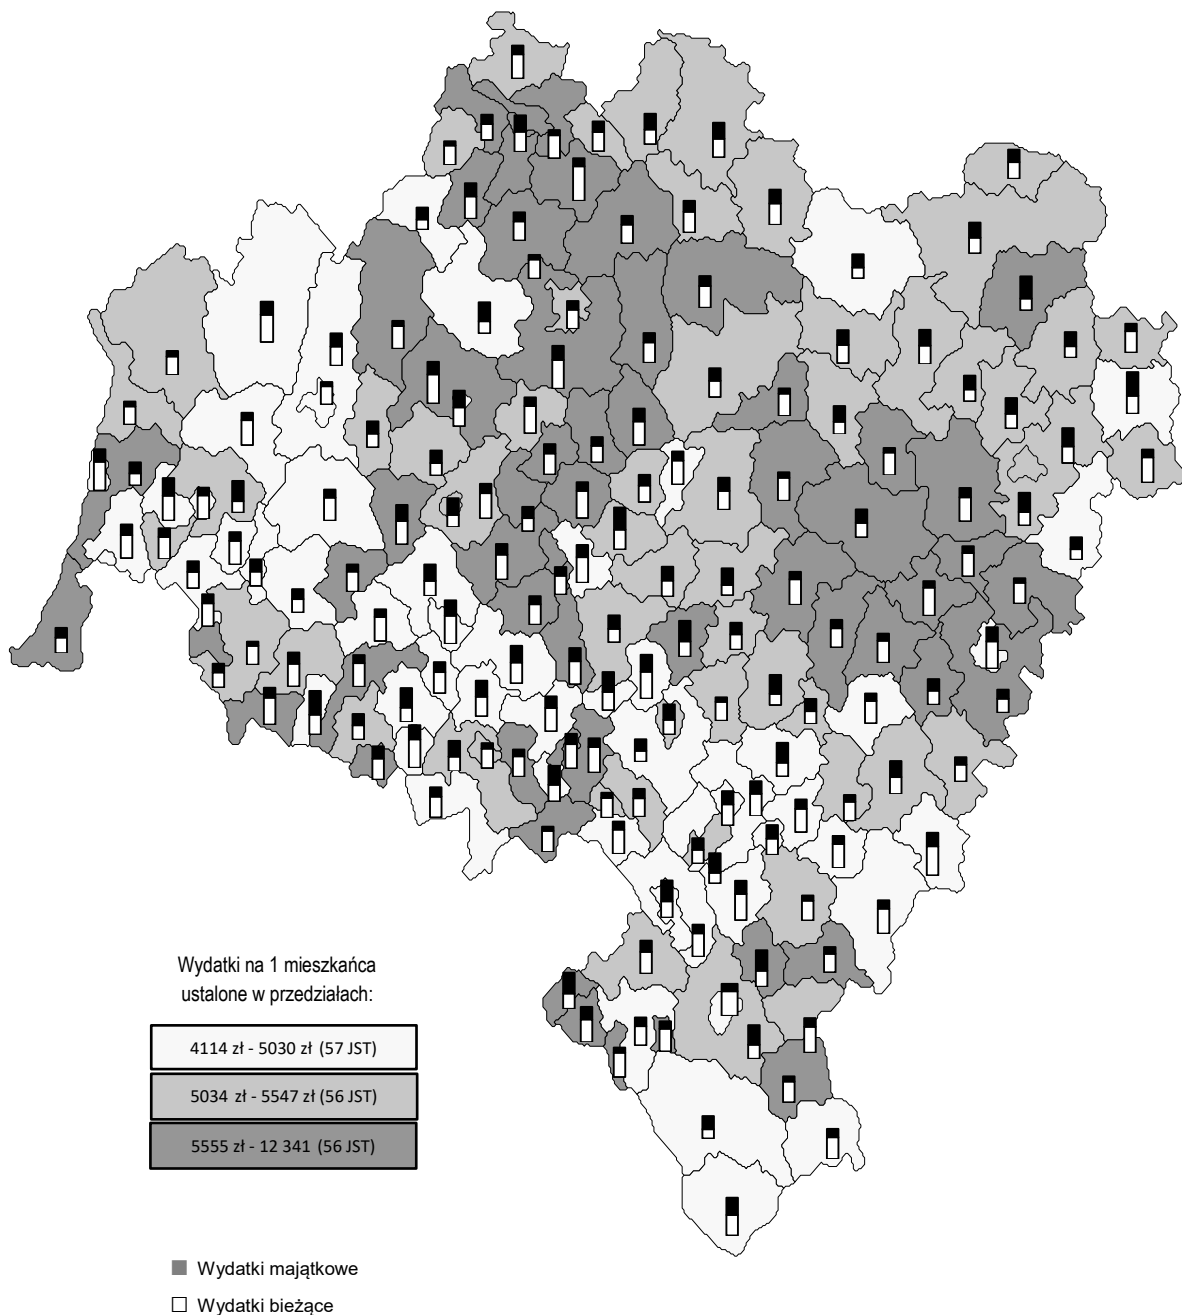 Wydatki na 1 mieszkańca
ustalone w przedziałach:
4114 zł - 5030 zł (57 JST)
5034 zł - 5547 zł (56 JST)
5555 zł - 12 341 (56 JST)
Wydatki majątkowe
Wydatki bieżące